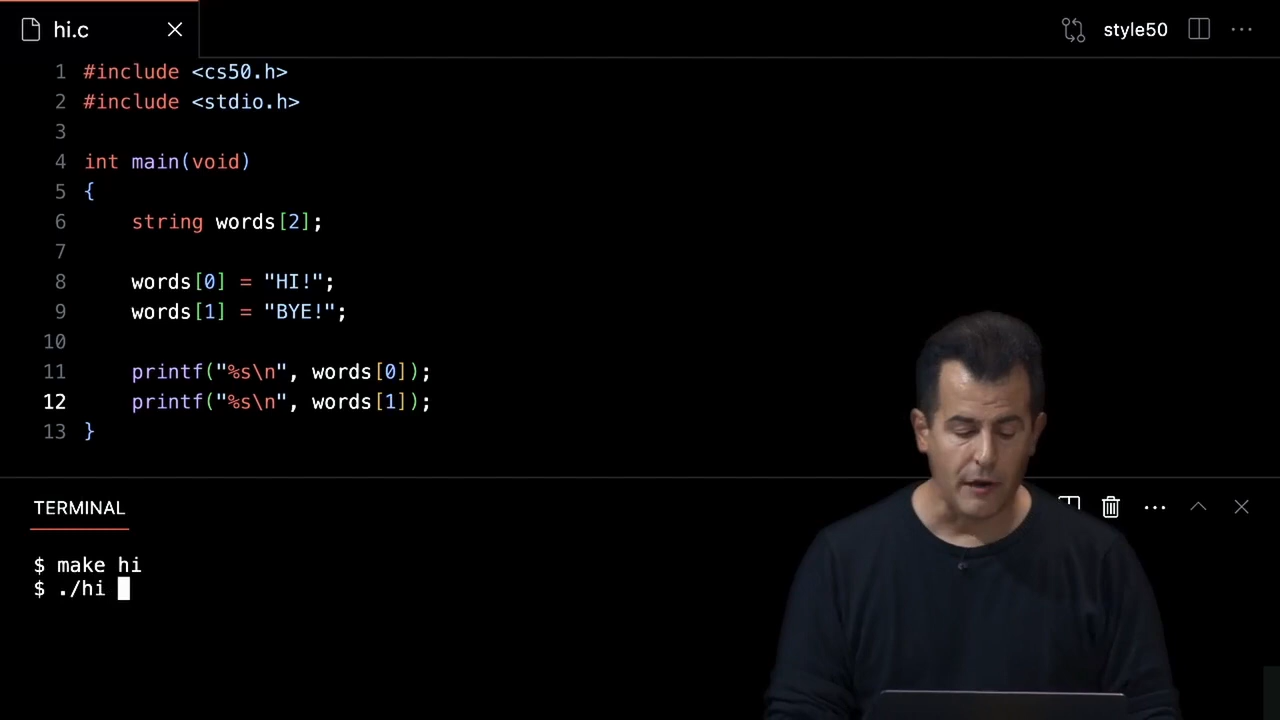 hi.c
style50
1 #include <cs50.h>
2 #include <stdio.h>
3
4 int main(void)
5 {
6     string words[2];
7
8     words[0] = "HI!";
9     words[1] = "BYE!";
10
11     printf("%s\n", words[0]);
12     printf("%s\n", words[1]);
13 }
TERMINAL
$ make hi
$ ./hi